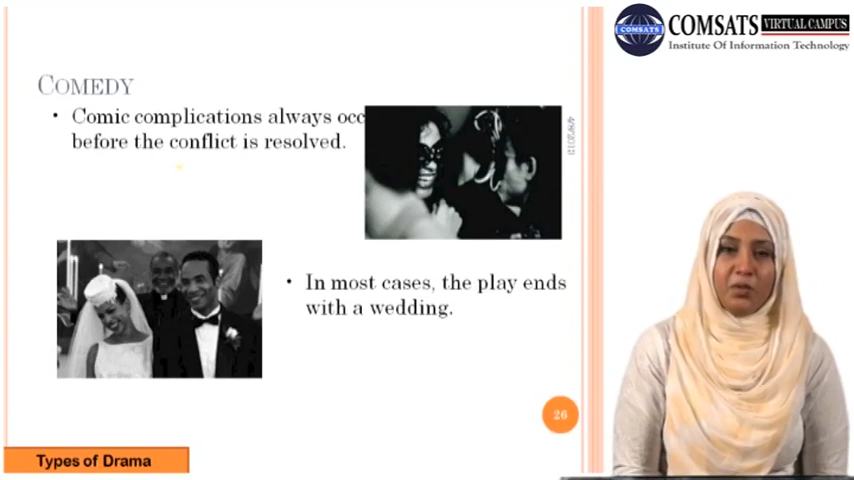 COMSATS
COMSATS VIRTUAL CAMPUS
Institute Of Information Technology
COMEDY
• Comic complications always occ
before the conflict is resolved.
• In most cases, the play ends
with a wedding.
26
Types of Drama